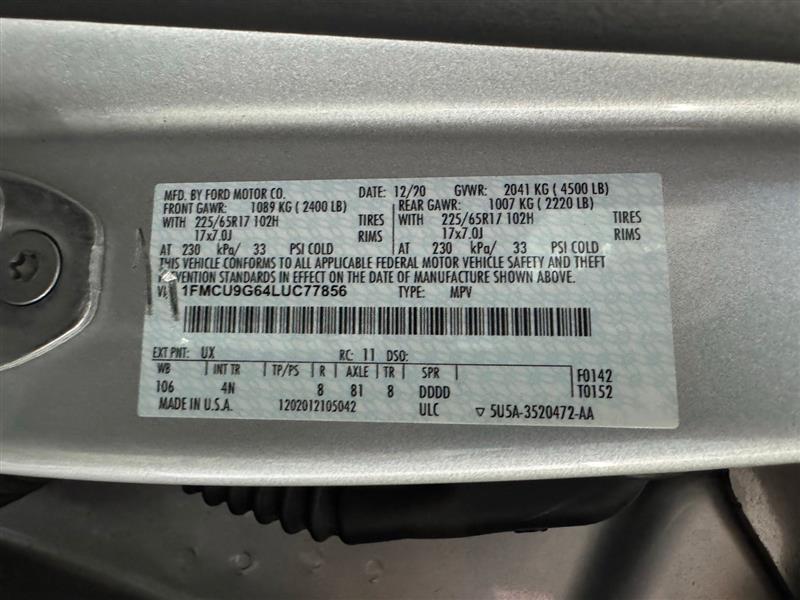 MFD. BY FORD MOTOR CO. DATE: 12/20 GVWR: 2041 KG (4500 LB)
FRONT GAWR: 1089 KG (2400 LB) REAR GAWR: 1007 KG (2220 LB)
WITH 225/65R17 102H TIRES WITH 225/65R17 102H TIRES
17x7.0J RIMS 17x7.0J RIMS
AT 230 kPa/ 33 PSI COLD AT 230 kPa/ 33 PSI COLD
THIS VEHICLE CONFORMS TO ALL APPLICABLE FEDERAL MOTOR VEHICLE SAFETY AND THEFT
PREVENTION STANDARDS IN EFFECT ON THE DATE OF MANUFACTURE SHOWN ABOVE.
1FMCU9G64LUC77856 TYPE: MPV
EXT PNT: UX RC: 11 DSO:
WB INT TR TP/PS R AXLE TR SPR F0142
106 4N 8 81 8 DDDD T0152
MADE IN U.S.A. 1202012105042 ULC ▽ 5U5A-3520472-AA